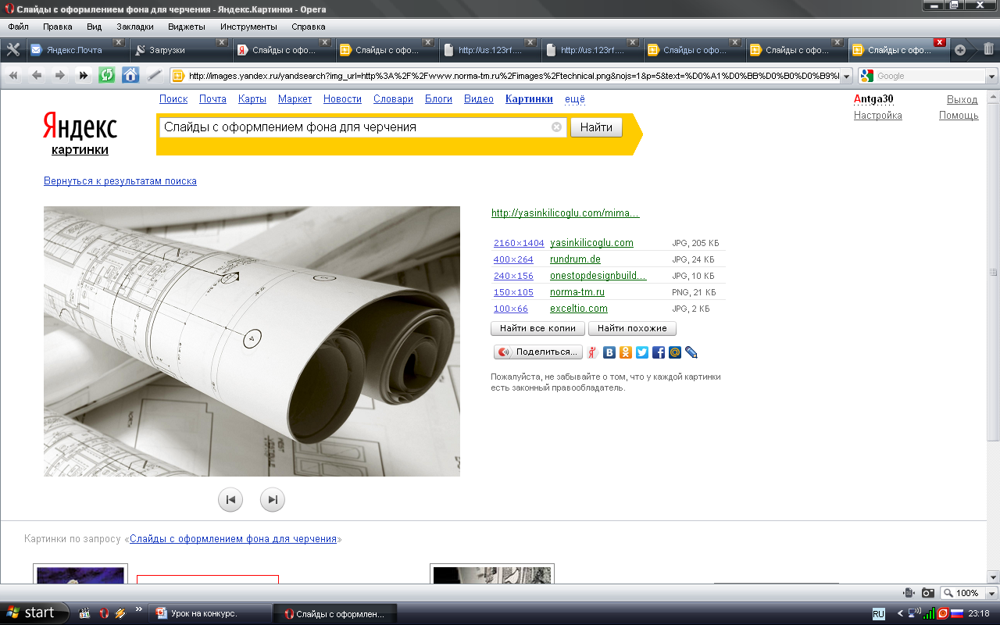 Слайды с оформлением фона для черчения - Яндекс.Картинки - Opera
Файл Правка Вид Закладки Виджеты Инструменты Справка
Яндекс.Почта Загрузки Слайды с офо... Слайды с офо... http://us.123rf.... http://us.123rf.... Слайды с офо... Слайды с офо... Слайды с офо...
http://images.yandex.ru/yandsearch?img_url=http%3A%2F%2Fwww.norma-tm.ru%2Fimages%2Ftechnical.png&nojs=1&p=5&text=%D0%A1%D0%BB%D0%B0%D0%B9%
Google
Поиск Почта Карты Маркет Новости Словари Блоги Видео Картинки ещё
Antga30 Выход
Настройка Помощь
Яндекс
картинки
Слайды с оформлением фона для черчения
Найти
Вернуться к результатам поиска
http://yasinkilicoglu.com/mima...
2160×1404 yasinkilicoglu.com JPG, 205 КБ
400×264 rundrum.de JPG, 24 КБ
240×156 onestopdesignbuild... JPG, 10 КБ
150×105 norma-tm.ru PNG, 21 КБ
100×66 exceltio.com JPG, 2 КБ
Найти все копии Найти похожие
Поделиться...
Пожалуйста, не забывайте о том, что у каждой картинки
есть законный правообладатель.
Картинки по запросу «Слайды с оформлением фона для черчения»
100%
start Урок на конкурс. Слайды с оформлен... RU 23:18